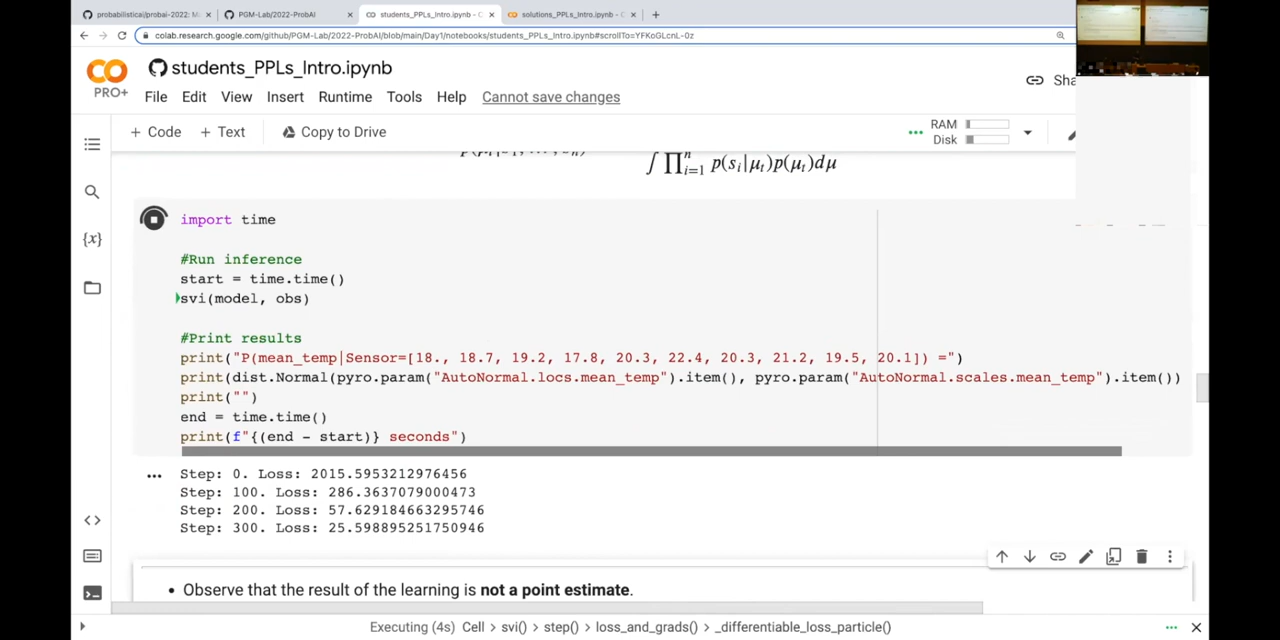 probabilisticai/probai-2022: M
PGM-Lab/2022-ProbAI
students_PPLs_Intro.ipynb - C
solutions_PPLs_Intro.ipynb - C
colab.research.google.com/github/PGM-Lab/2022-ProbAI/blob/main/Day1/notebooks/students_PPLs_Intro.ipynb#scrollTo=YFKoGLcnL-0z
PRO+
students_PPLs_Intro.ipynb
File Edit View Insert Runtime Tools Help Cannot save changes
Sha
+ Code + Text Copy to Drive
RAM
Disk
∫ ∏ⁿᵢ₌₁ p(sᵢ|μₜ)p(μₜ)dμ
import time
#Run inference
start = time.time()
svi(model, obs)
#Print results
print("P(mean_temp|Sensor=[18., 18.7, 19.2, 17.8, 20.3, 22.4, 20.3, 21.2, 19.5, 20.1]) =")
print(dist.Normal(pyro.param("AutoNormal.locs.mean_temp").item(), pyro.param("AutoNormal.scales.mean_temp").item())
print("")
end = time.time()
print(f"{(end - start)} seconds")
Step: 0. Loss: 2015.5953212976456
Step: 100. Loss: 286.3637079000473
Step: 200. Loss: 57.629184663295746
Step: 300. Loss: 25.598895251750946
• Observe that the result of the learning is not a point estimate.
Executing (4s) Cell > svi() > step() > loss_and_grads() > _differentiable_loss_particle()